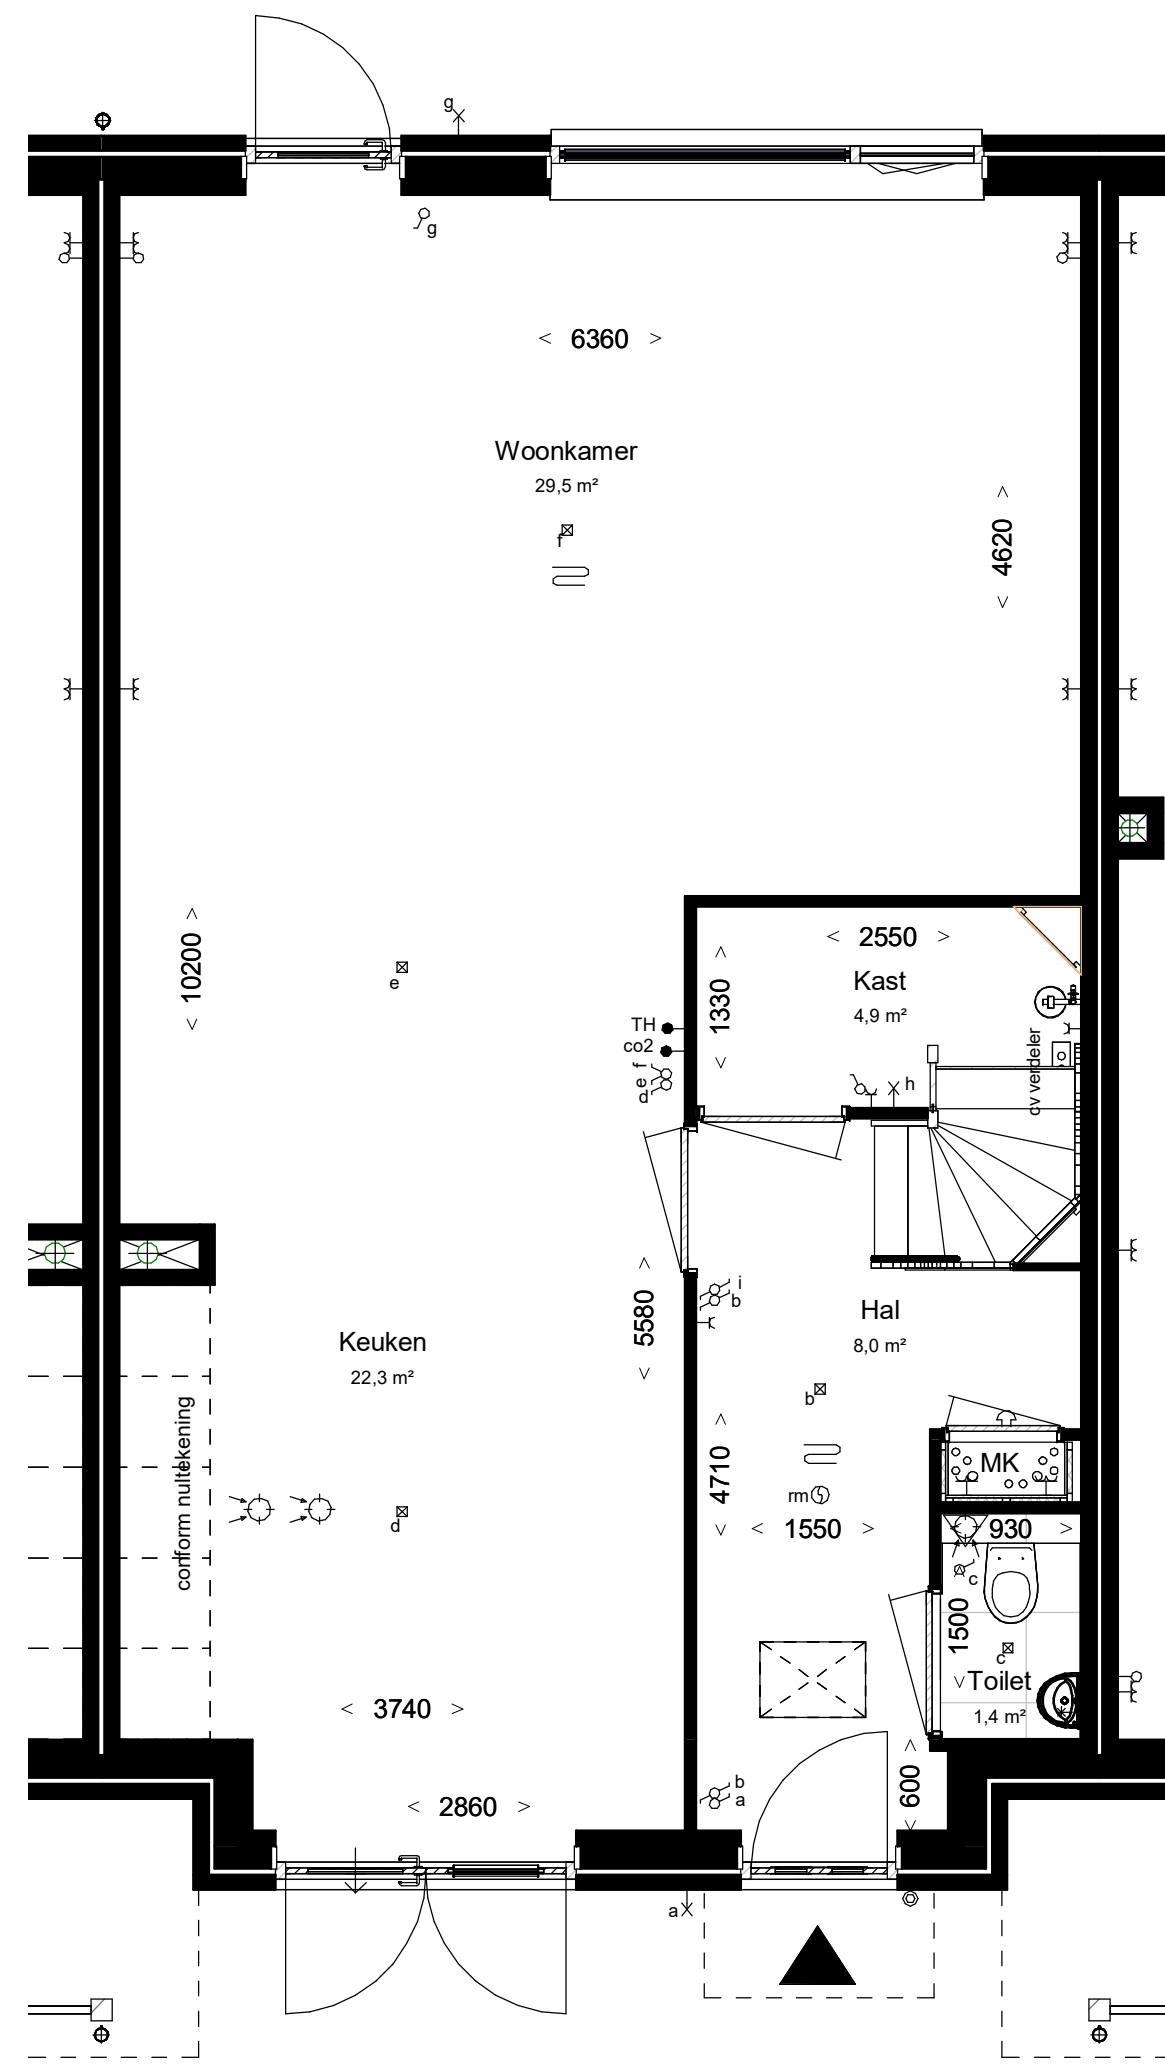 g
g
< 6360 >
Woonkamer
29,5 m²
f
< 4620 >
< 10200 >
e
< 2550 >
< 1330 >
Kast
4,9 m²
TH
co2
f
e
d
cv verdeler
h
i
b
< 5580 >
Hal
8,0 m²
Keuken
22,3 m²
b
conform nultekening
< 4710 >
MK
rm
d
< 1550 >
930 >
c
< 1500
c
Toilet
1,4 m²
< 3740 >
b
a
< 600 >
< 2860 >
a